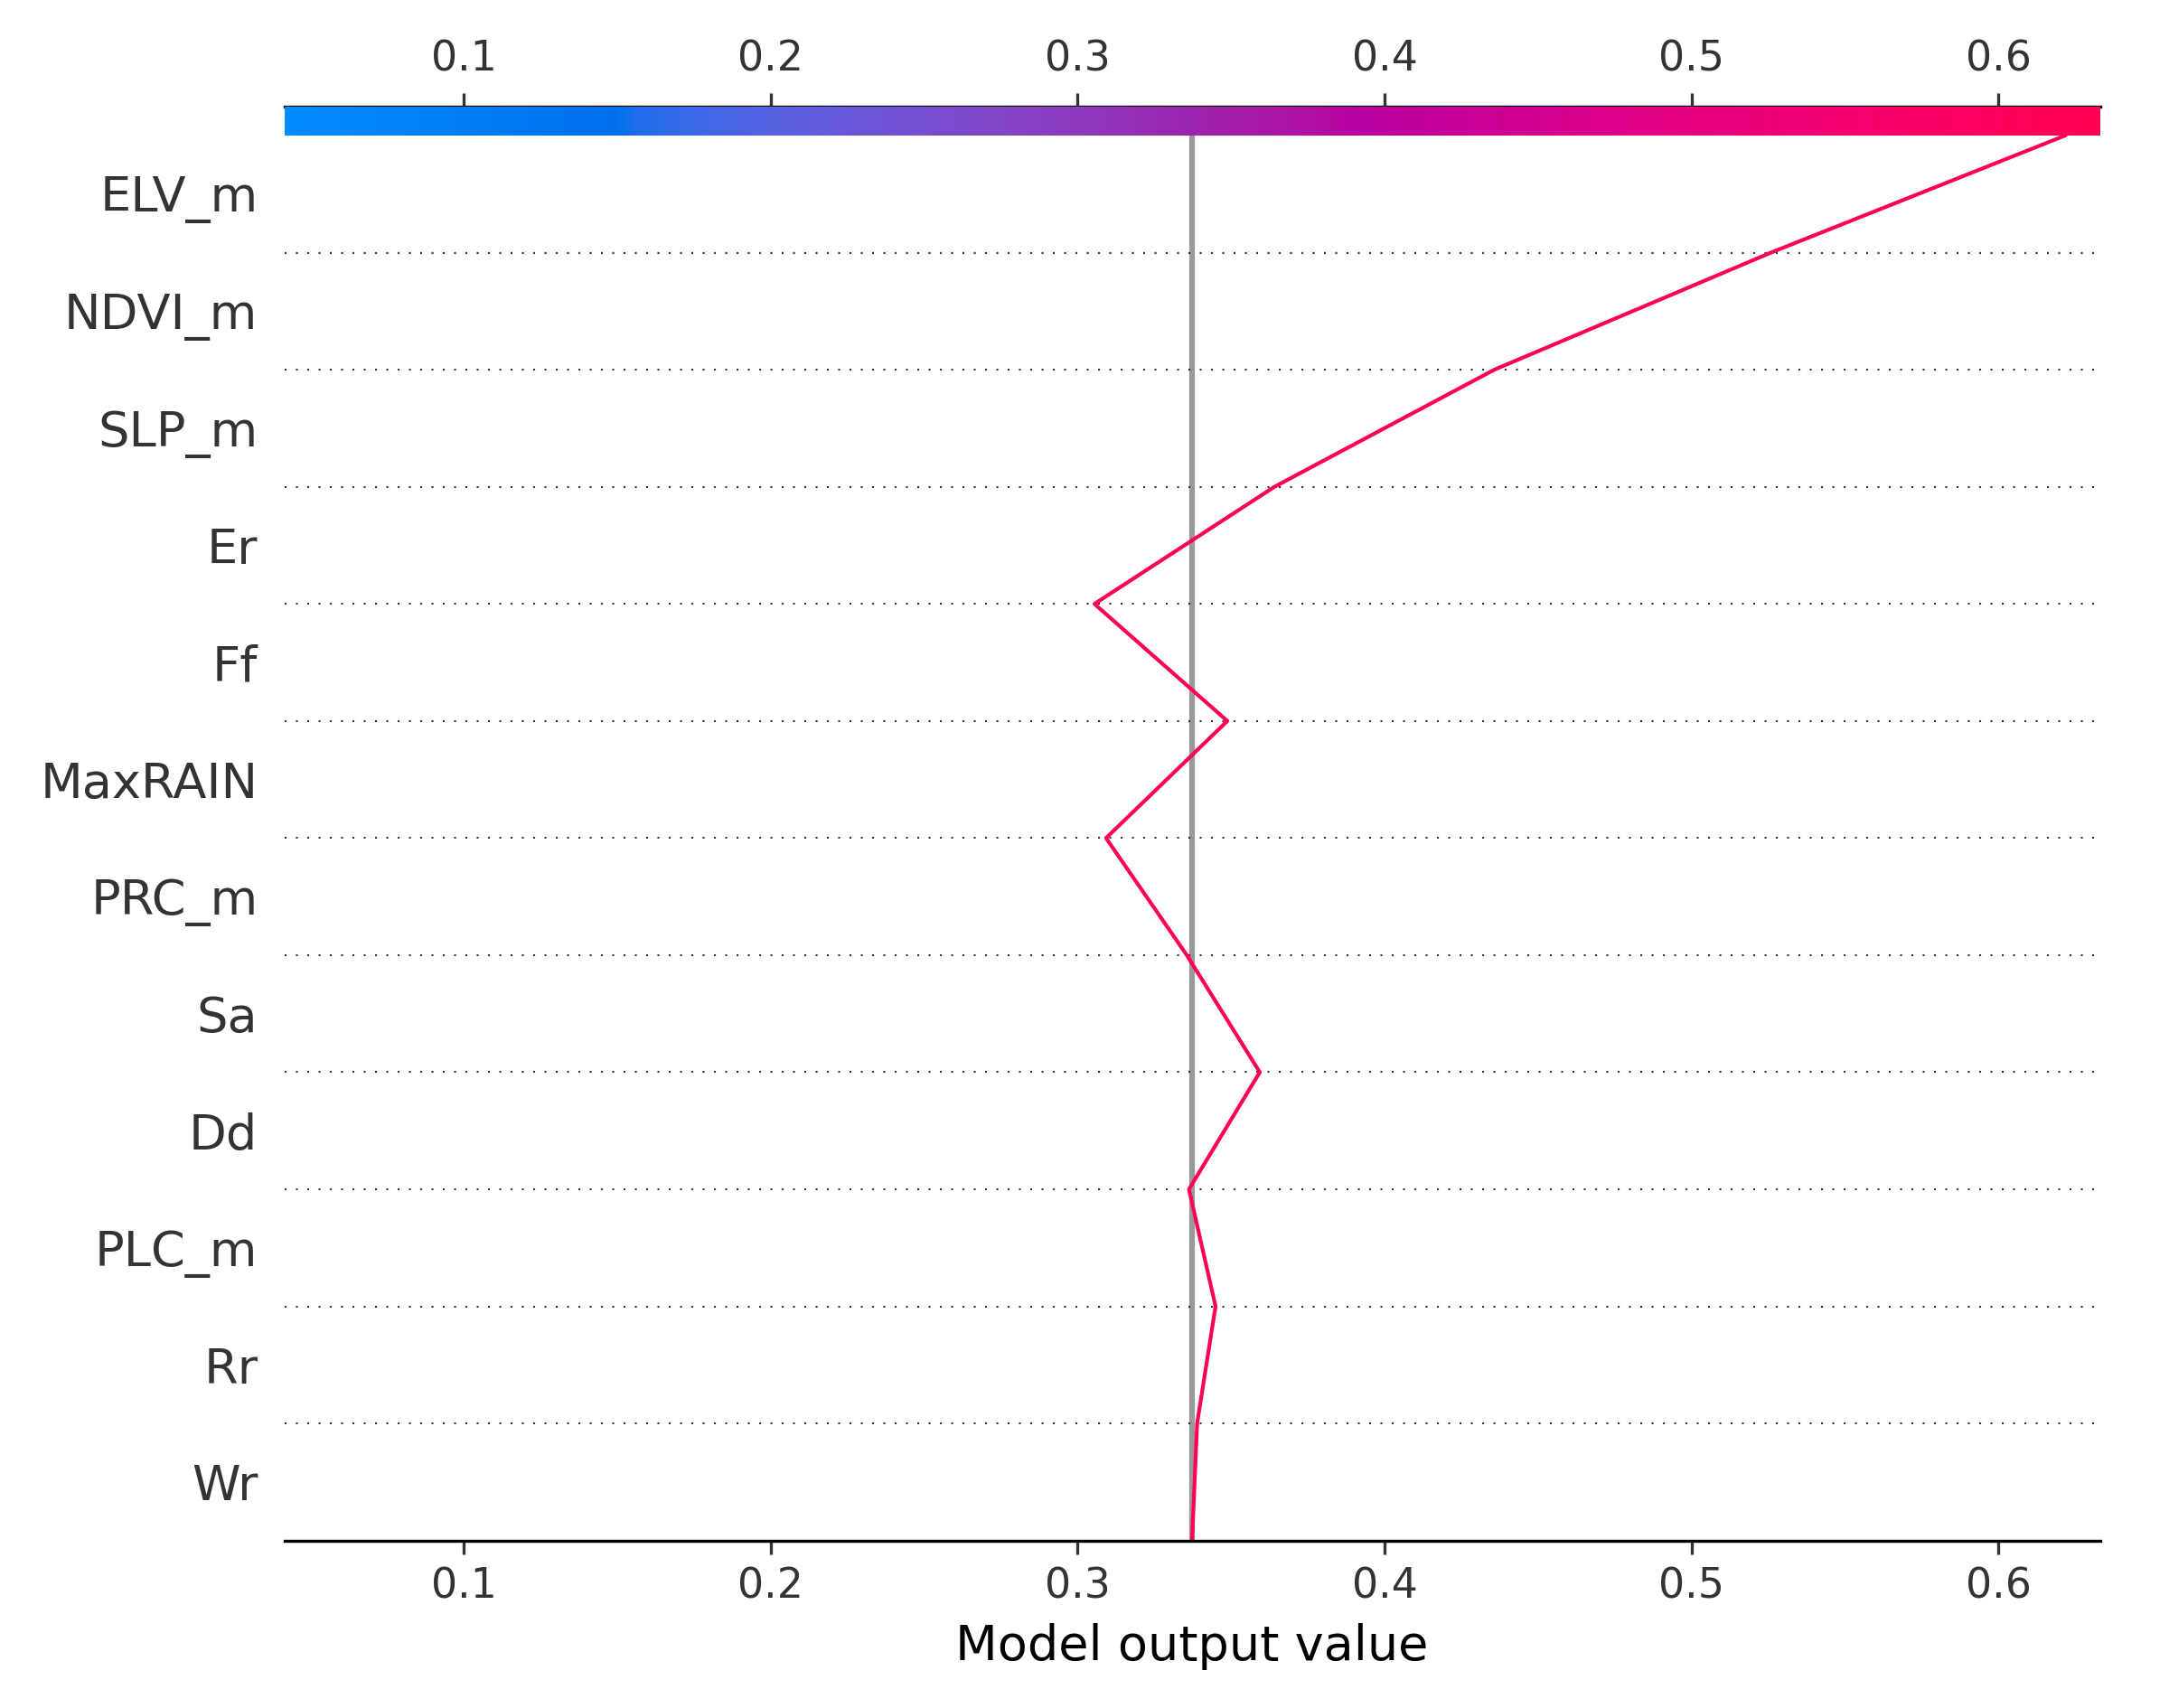 0.1 0.2 0.3 0.4 0.5 0.6
ELV_m
NDVI_m
SLP_m
Er
Ff
MaxRAIN
PRC_m
Sa
Dd
PLC_m
Rr
Wr
0.1 0.2 0.3 0.4 0.5 0.6
Model output value